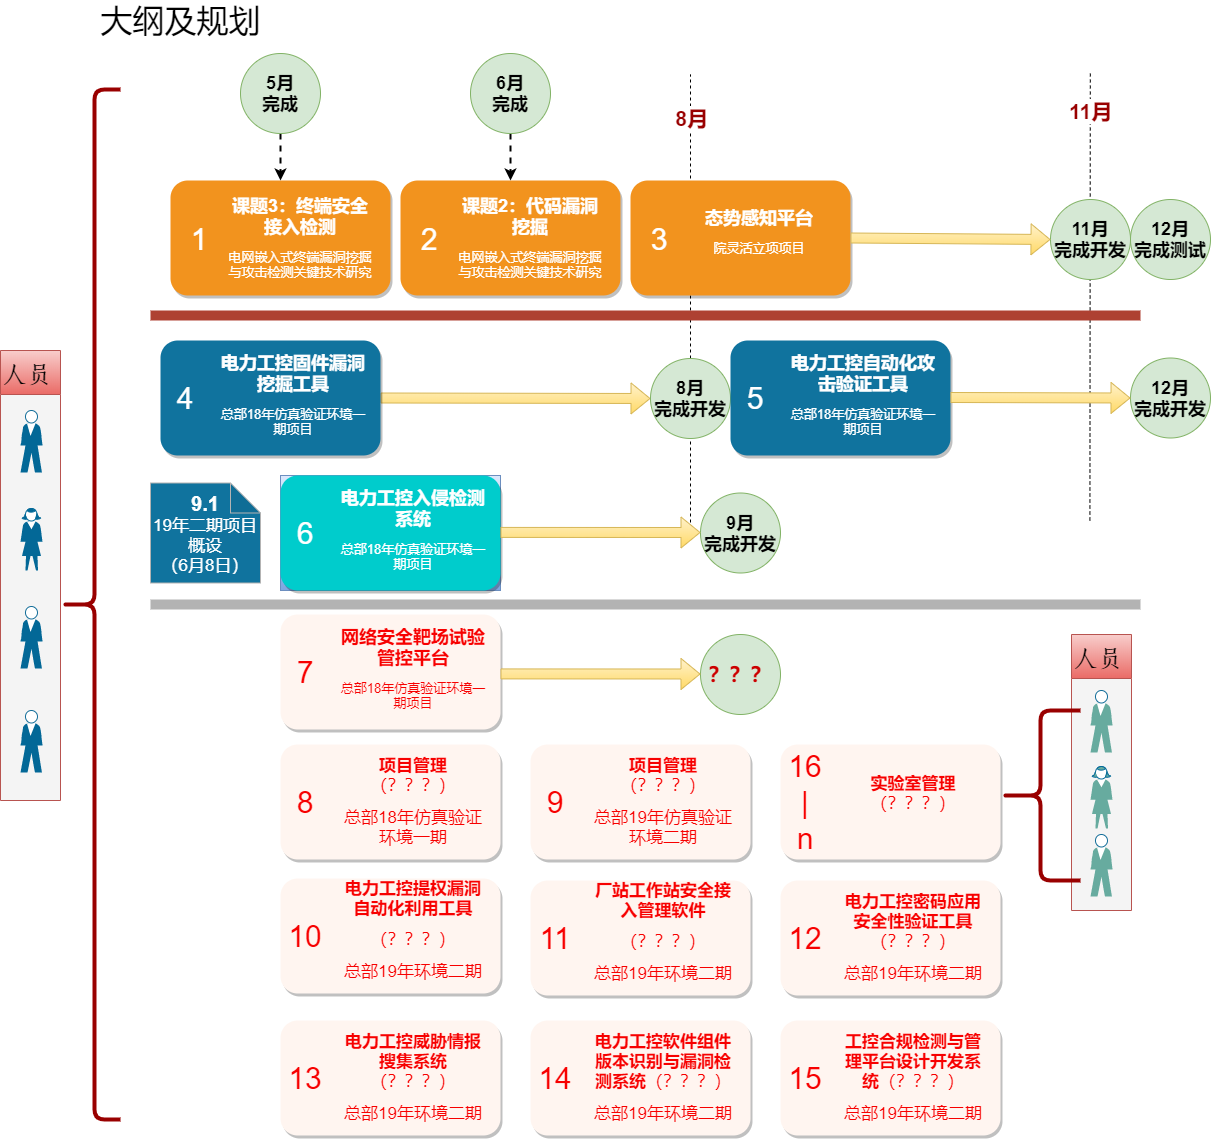 大纲及规划
5月
完成
6月
完成
8月
11月
1
课题3：终端安全
接入检测
电网嵌入式终端漏洞挖掘
与攻击检测关键技术研究
2
课题2：代码漏洞
挖掘
电网嵌入式终端漏洞挖掘
与攻击检测关键技术研究
3
态势感知平台
院灵活立项项目
11月
完成开发
12月
完成测试
人员
4
电力工控固件漏洞
挖掘工具
总部18年仿真验证环境一
期项目
8月
完成开发
5
电力工控自动化攻
击验证工具
总部18年仿真验证环境一
期项目
12月
完成开发
9.1
19年二期项目
概设
（6月8日）
6
电力工控入侵检测
系统
总部18年仿真验证环境一
期项目
9月
完成开发
7
网络安全靶场试验
管控平台
总部18年仿真验证环境一
期项目
？？？
人员
8
项目管理
（？？？）
总部18年仿真验证
环境一期
9
项目管理
（？？？）
总部19年仿真验证
环境二期
16
|
n
实验室管理
（？？？）
10
电力工控提权漏洞
自动化利用工具
（？？？）
总部19年环境二期
11
厂站工作站安全接
入管理软件
（？？？）
总部19年环境二期
12
电力工控密码应用
安全性验证工具
（？？？）
总部19年环境二期
13
电力工控威胁情报
搜集系统
（？？？）
总部19年环境二期
14
电力工控软件组件
版本识别与漏洞检
测系统（？？？）
总部19年环境二期
15
工控合规检测与管
理平台设计开发系
统（？？？）
总部19年环境二期